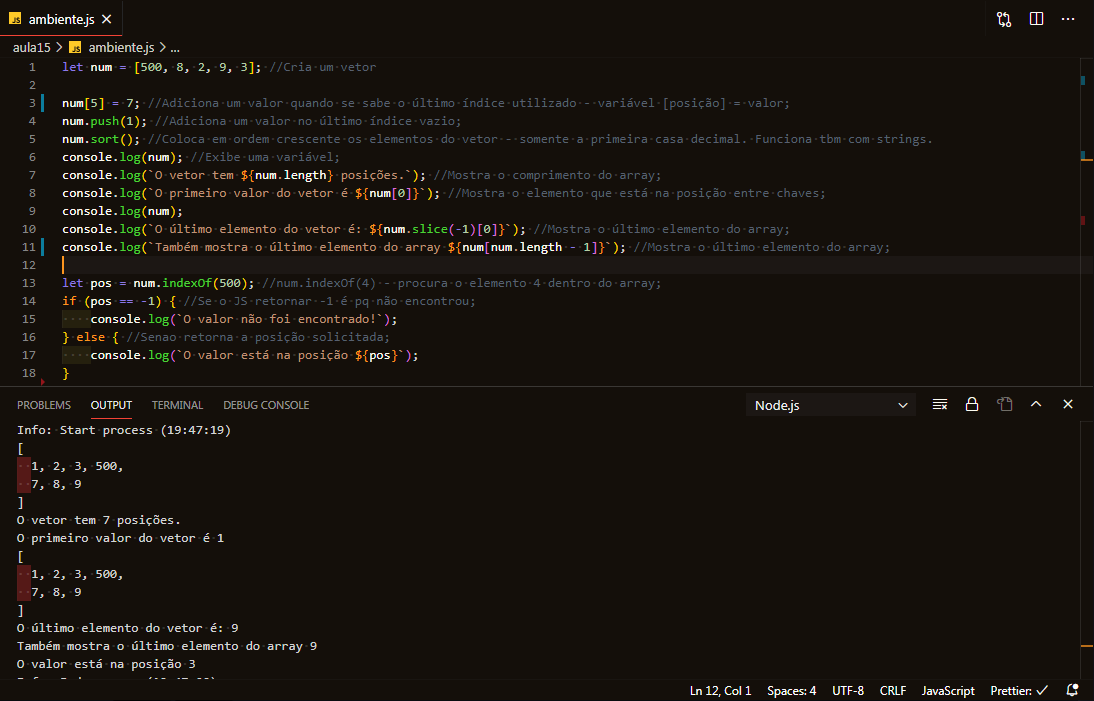 JS ambiente.js
aula15 > JS ambiente.js > ...
1 let num = [500, 8, 2, 9, 3]; //Cria um vetor
2
3 num[5] = 7; //Adiciona um valor quando se sabe o último índice utilizado - variável [posição] = valor;
4 num.push(1); //Adiciona um valor no último índice vazio;
5 num.sort(); //Coloca em ordem crescente os elementos do vetor - somente a primeira casa decimal. Funciona tbm com strings.
6 console.log(num); //Exibe uma variável;
7 console.log(`O vetor tem ${num.length} posições.`); //Mostra o comprimento do array;
8 console.log(`O primeiro valor do vetor é ${num[0]}`); //Mostra o elemento que está na posição entre chaves;
9 console.log(num);
10 console.log(`O último elemento do vetor é: ${num.slice(-1)[0]}`); //Mostra o último elemento do array;
11 console.log(`Também mostra o último elemento do array ${num[num.length - 1]}`); //Mostra o último elemento do array;
12
13 let pos = num.indexOf(500); //num.indexOf(4) - procura o elemento 4 dentro do array;
14 if (pos == -1) { //Se o JS retornar -1 é pq não encontrou;
15 console.log(`O valor não foi encontrado!`);
16 } else { //Senao retorna a posição solicitada;
17 console.log(`O valor está na posição ${pos}`);
18 }
PROBLEMS OUTPUT TERMINAL DEBUG CONSOLE Node.js
Info: Start process (19:47:19)
[
1, 2, 3, 500,
7, 8, 9
]
O vetor tem 7 posições.
O primeiro valor do vetor é 1
[
1, 2, 3, 500,
7, 8, 9
]
O último elemento do vetor é: 9
Também mostra o último elemento do array 9
O valor está na posição 3
Ln 12, Col 1 Spaces: 4 UTF-8 CRLF JavaScript Prettier: ✓